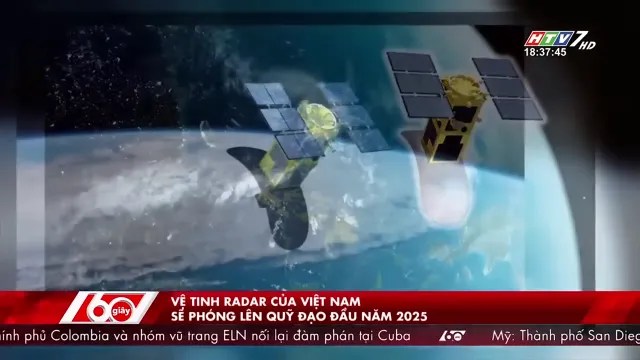 HTV7 HD
18:37:45
60 giây
VỆ TINH RADAR CỦA VIỆT NAM
SẼ PHÓNG LÊN QUỸ ĐẠO ĐẦU NĂM 2025
hính phủ Colombia và nhóm vũ trang ELN nối lại đàm phán tại Cuba 60 Mỹ: Thành phố San Dieg